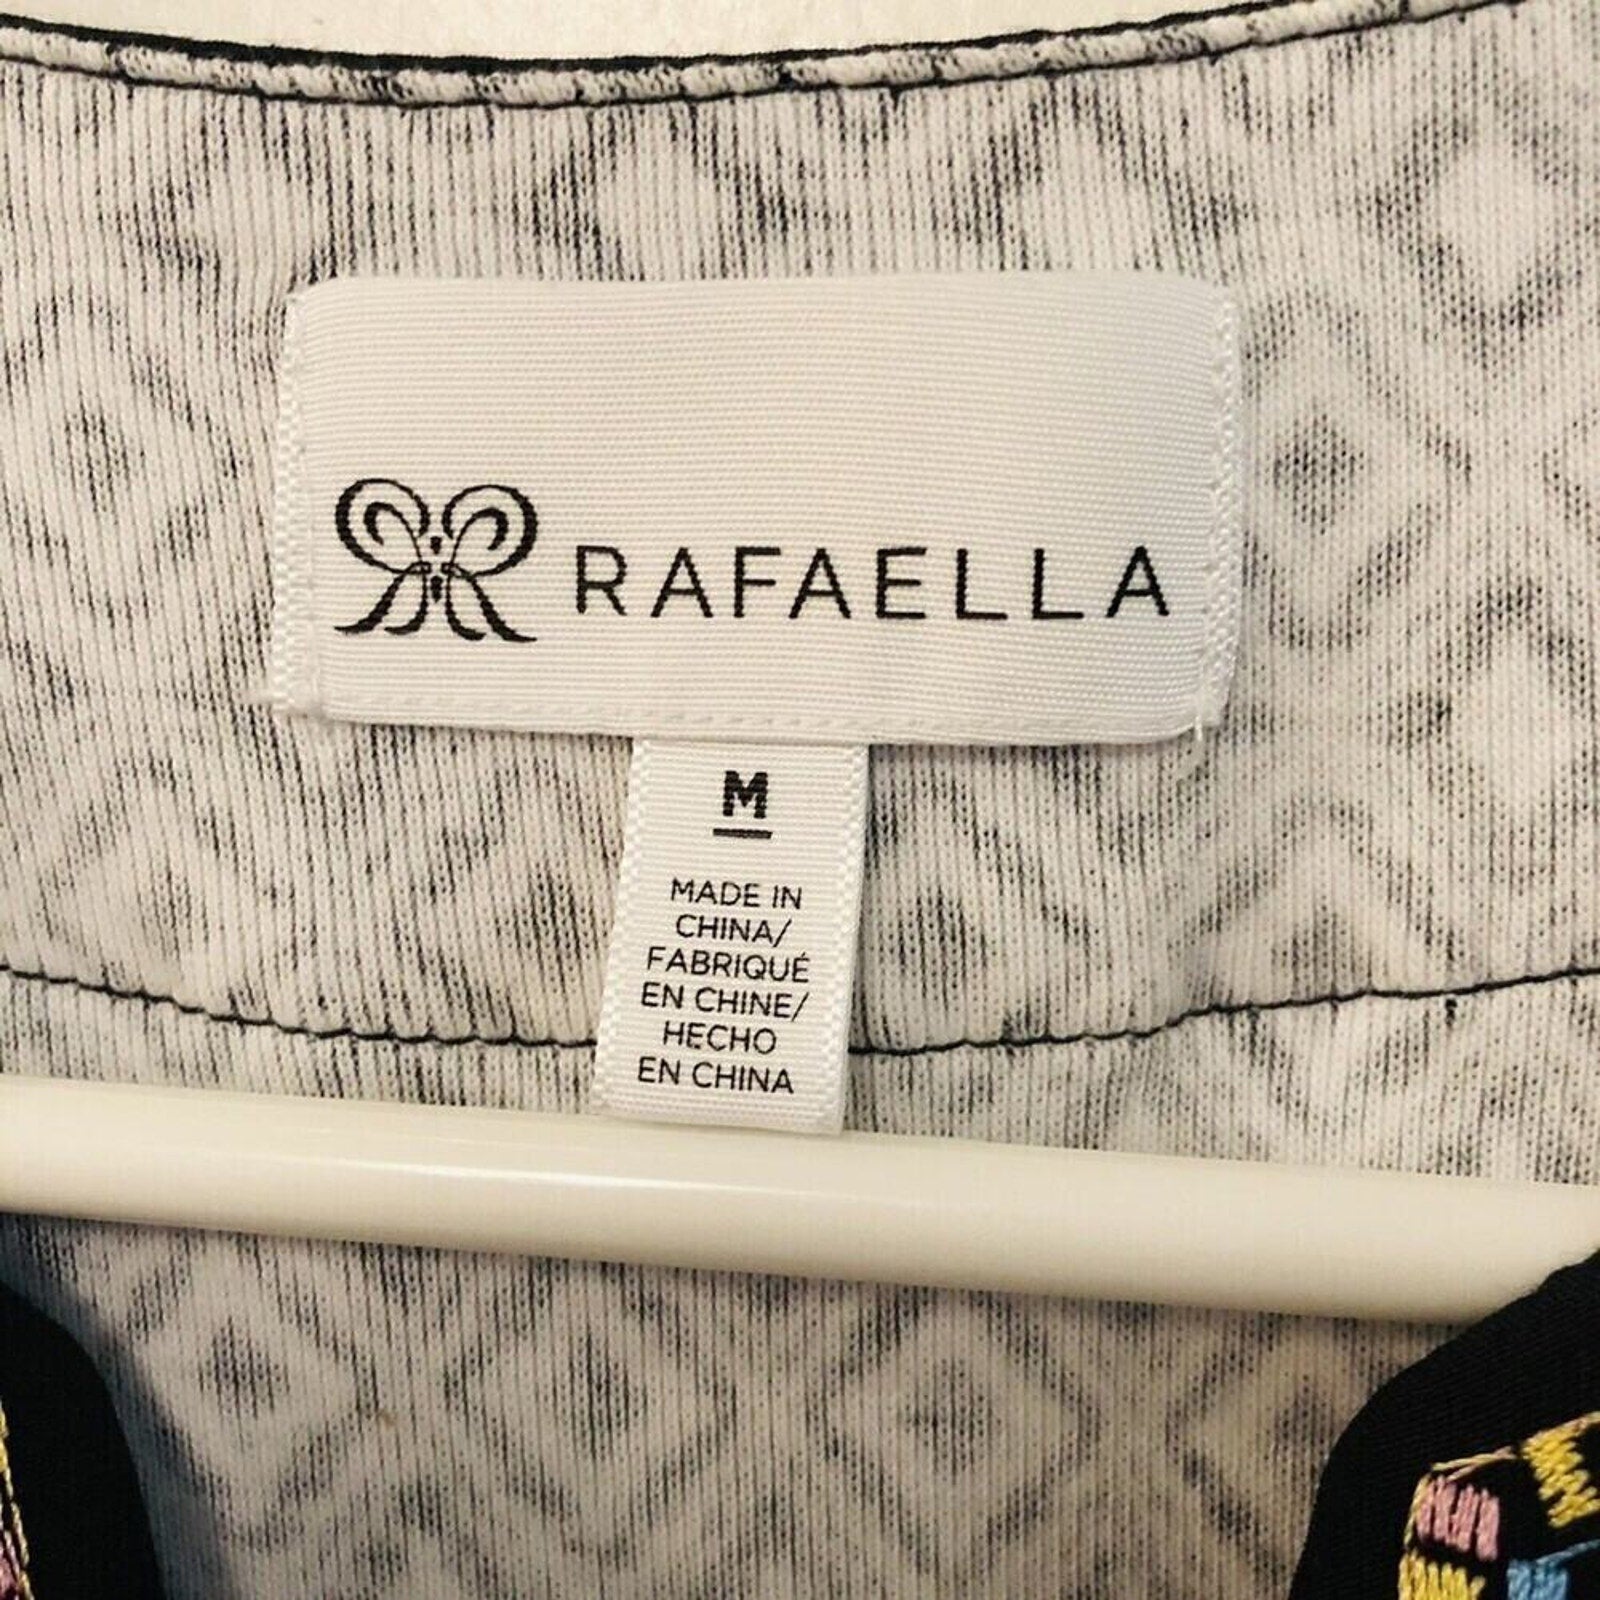 RAFAELLA
M
MADE IN
CHINA/
FABRIQUÉ
EN CHINE/
HECHO
EN CHINA